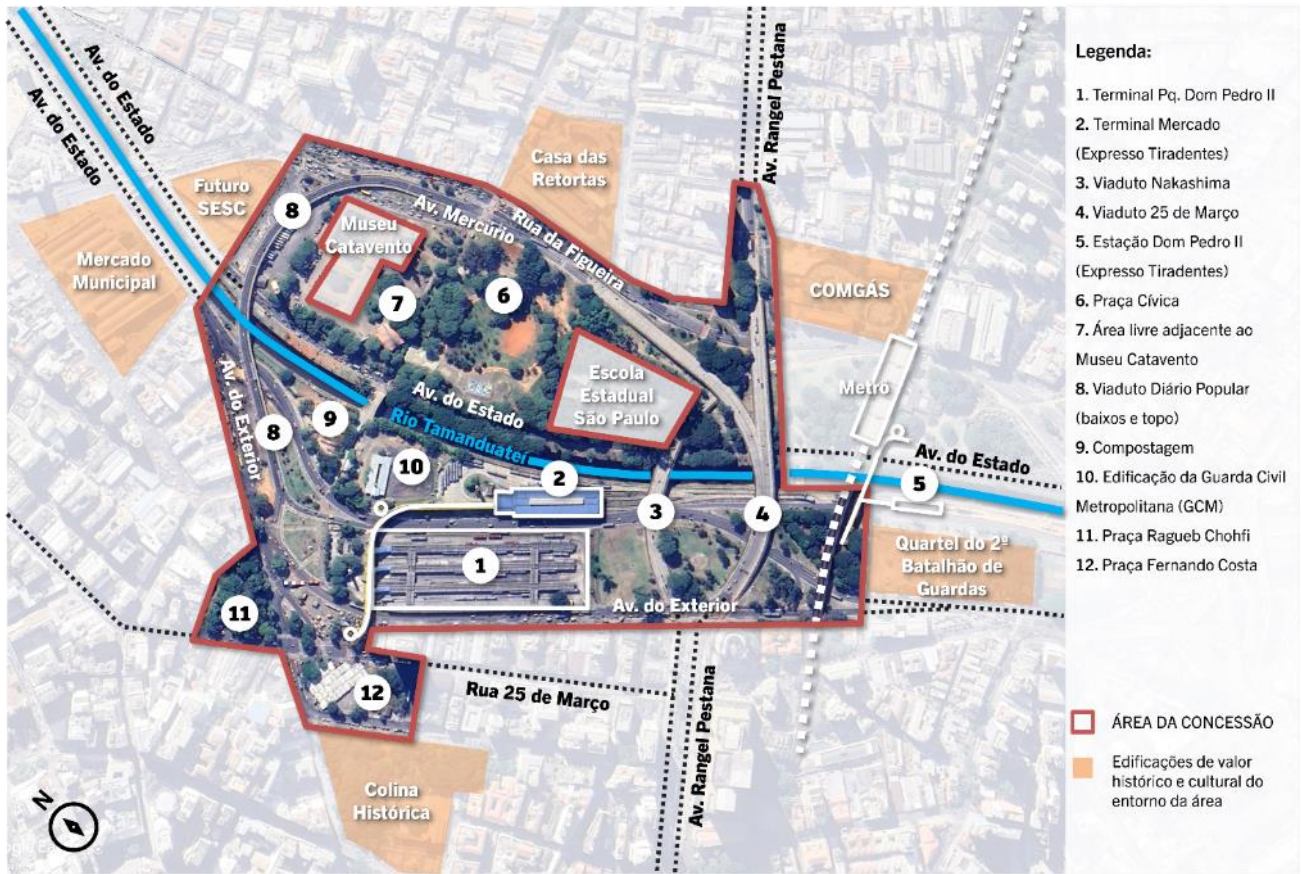 Av. do Estado
Av. do Estado
Futuro
SESC
Mercado
Municipal
Casa das
Retortas
Av. Rangel Pestana
8
Museu
Catavento
Av. Mercúrio
Rua da Figueira
7
6
COMGÁS
Escola
Estadual
São Paulo
Metrô
Av. do Exterior
8
9
Av. do Estado
Rio Tamanduateí
10
2
3
4
Av. do Estado
5
1
Quartel do 2º
Batalhão de
Guardas
Av. do Exterior
11
12
Rua 25 de Março
Av. Rangel Pestana
Colina
Histórica
N
Legenda:
1. Terminal Pq. Dom Pedro II
2. Terminal Mercado
(Expresso Tiradentes)
3. Viaduto Nakashima
4. Viaduto 25 de Março
5. Estação Dom Pedro II
(Expresso Tiradentes)
6. Praça Cívica
7. Área livre adjacente ao
Museu Catavento
8. Viaduto Diário Popular
(baixos e topo)
9. Compostagem
10. Edificação da Guarda Civil
Metropolitana (GCM)
11. Praça Ragueb Chohfi
12. Praça Fernando Costa
ÁREA DA CONCESSÃO
Edificações de valor
histórico e cultural do
entorno da área